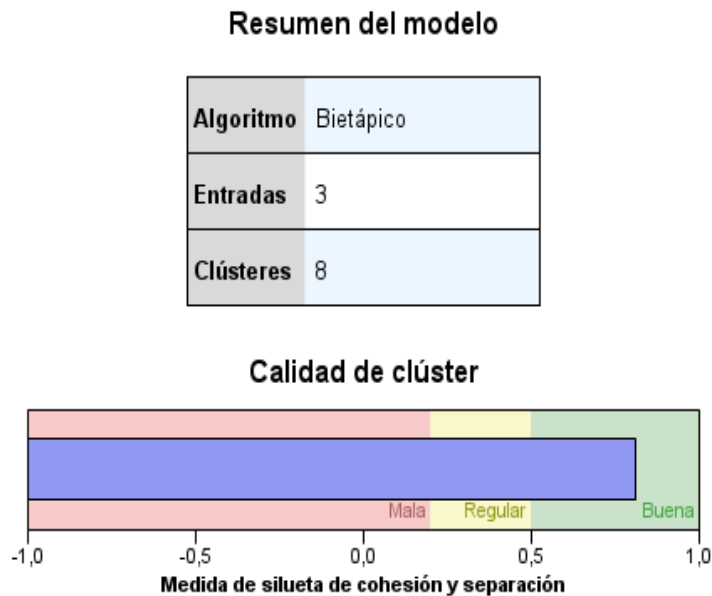 Resumen del modelo
Algoritmo Bietápico
Entradas 3
Clústeres 8
Calidad de clúster
Mala Regular Buena
-1,0 -0,5 0,0 0,5 1,0
Medida de silueta de cohesión y separación